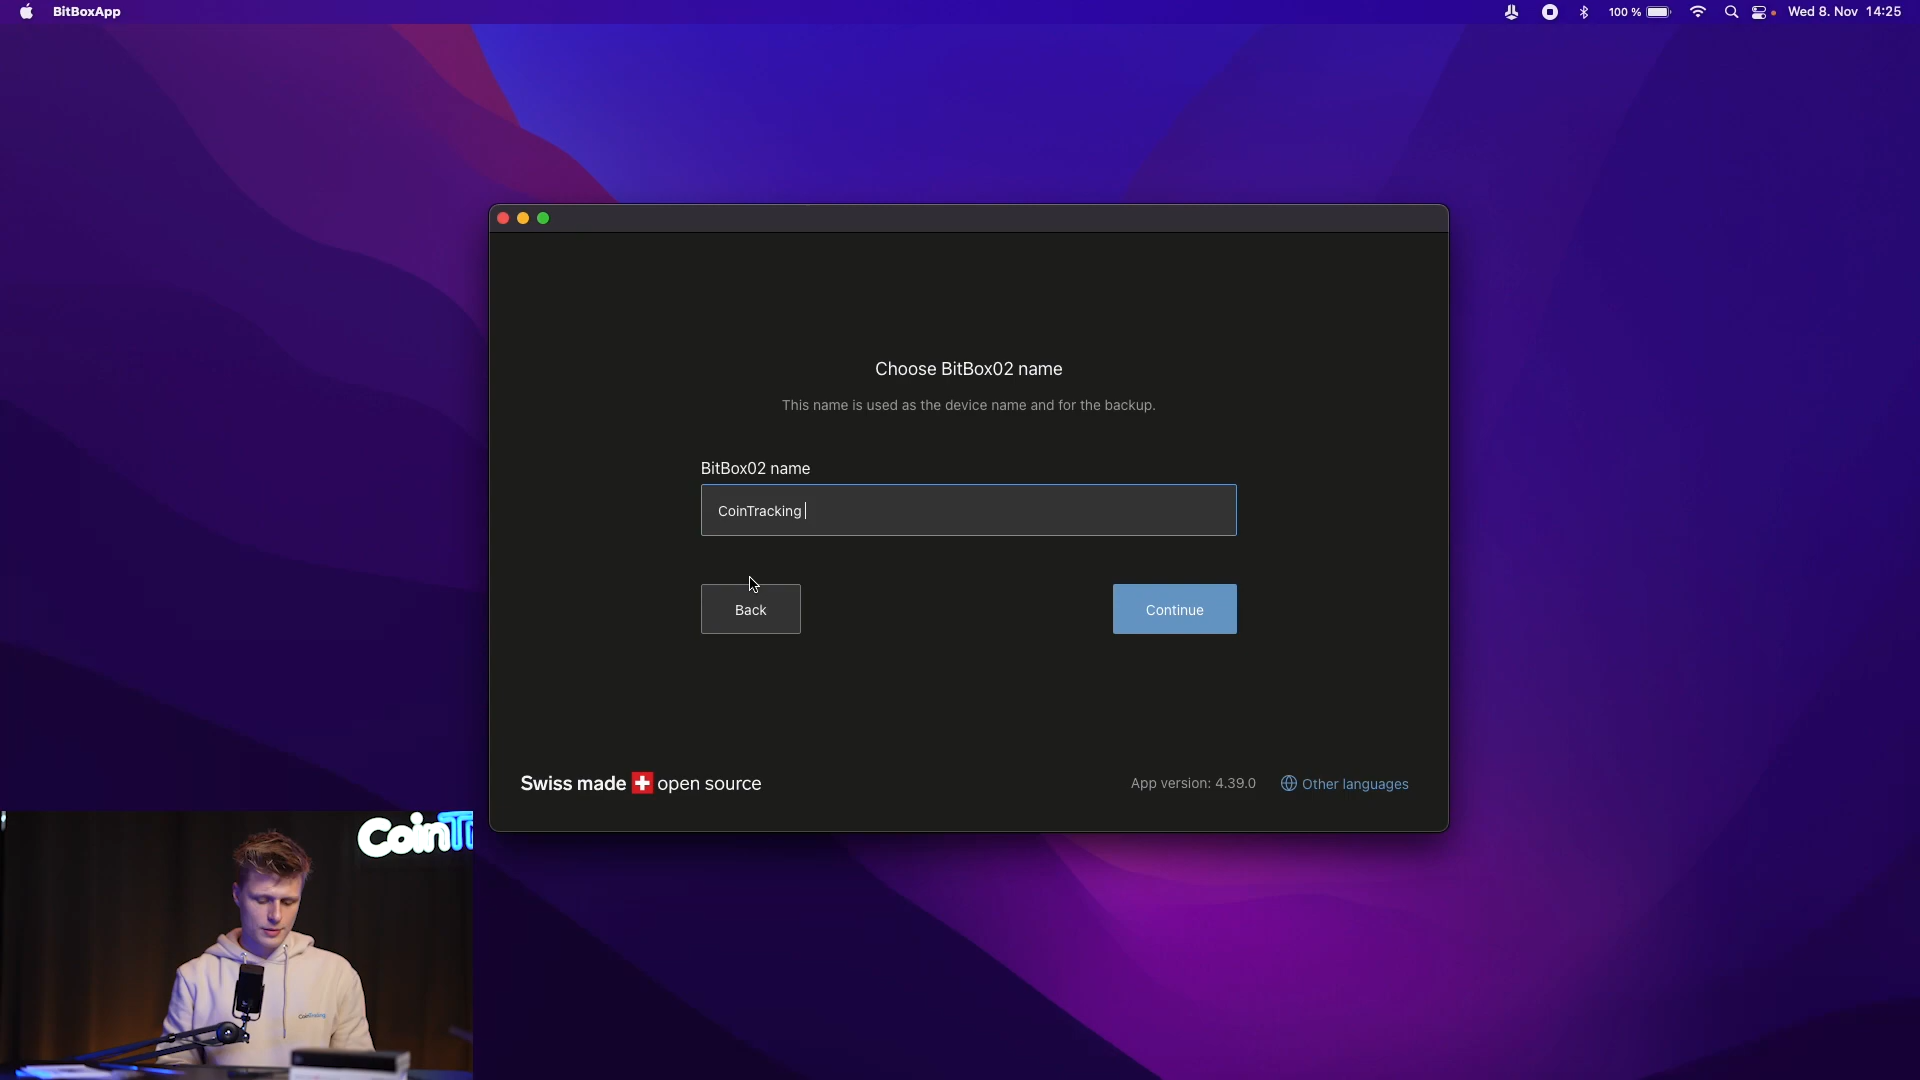 BitBoxApp
100 %
Wed 8. Nov 14:25
Choose BitBox02 name
This name is used as the device name and for the backup.
BitBox02 name
CoinTracking
Back
Continue
Swiss made open source
App version: 4.39.0
Other languages
CoinTr
CoinTracking